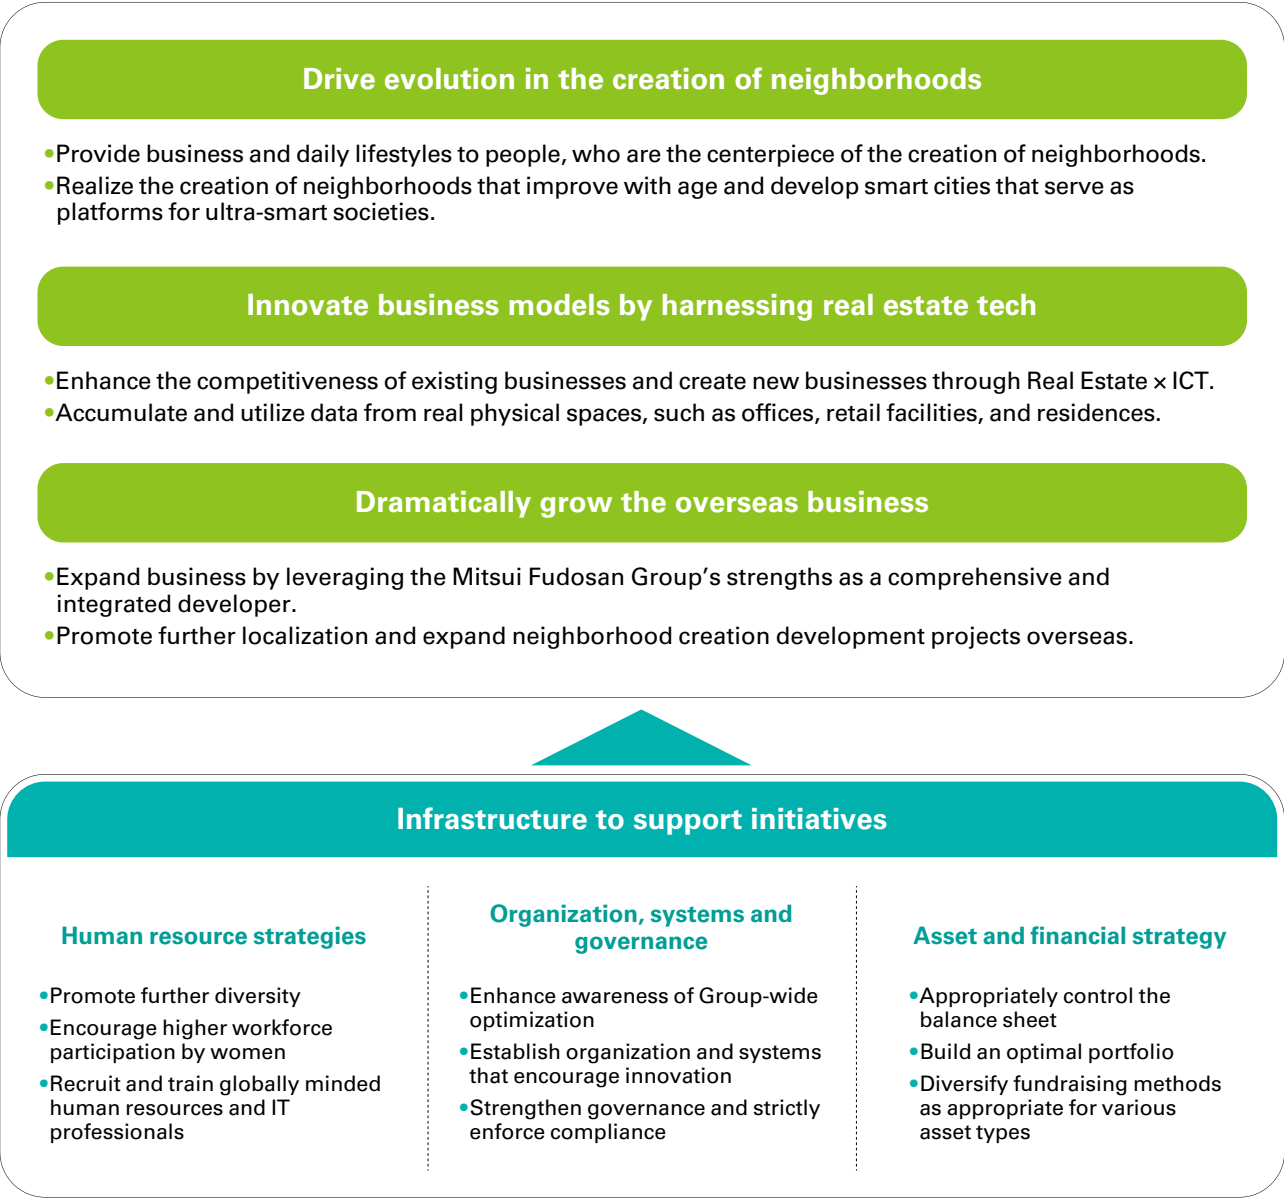 Drive evolution in the creation of neighborhoods
•Provide business and daily lifestyles to people, who are the centerpiece of the creation of neighborhoods.
•Realize the creation of neighborhoods that improve with age and develop smart cities that serve as
platforms for ultra-smart societies.
Innovate business models by harnessing real estate tech
•Enhance the competitiveness of existing businesses and create new businesses through Real Estate × ICT.
•Accumulate and utilize data from real physical spaces, such as offices, retail facilities, and residences.
Dramatically grow the overseas business
•Expand business by leveraging the Mitsui Fudosan Group’s strengths as a comprehensive and
integrated developer.
•Promote further localization and expand neighborhood creation development projects overseas.
Infrastructure to support initiatives
Human resource strategies
•Promote further diversity
•Encourage higher workforce
participation by women
•Recruit and train globally minded
human resources and IT
professionals
Organization, systems and
governance
•Enhance awareness of Group-wide
optimization
•Establish organization and systems
that encourage innovation
•Strengthen governance and strictly
enforce compliance
Asset and financial strategy
•Appropriately control the
balance sheet
•Build an optimal portfolio
•Diversify fundraising methods
as appropriate for various
asset types